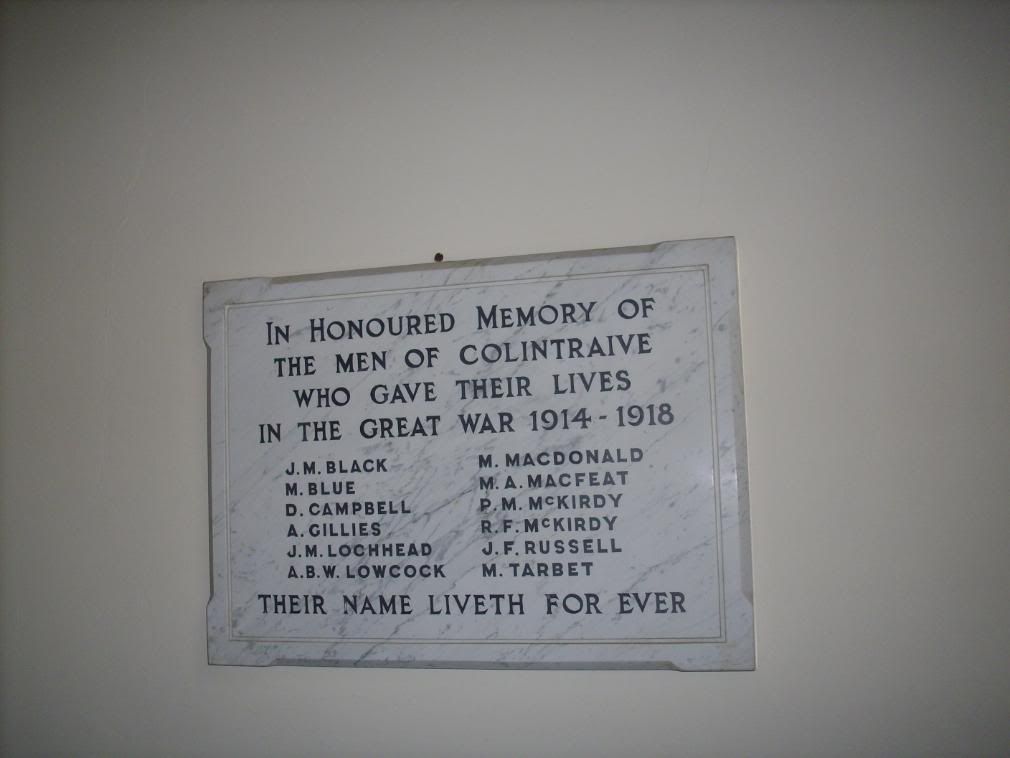 IN HONOURED MEMORY OF
THE MEN OF COLINTRAIVE
WHO GAVE THEIR LIVES
IN THE GREAT WAR 1914-1918
J.M. BLACK
M. BLUE
D. CAMPBELL
A. GILLIES
J.M. LOCHHEAD
A.B.W. LOWCOCK
M. MACDONALD
M. A. MACFEAT
P. M. McKIRDY
R. F. McKIRDY
J. F. RUSSELL
M. TARBET
THEIR NAME LIVETH FOR EVER